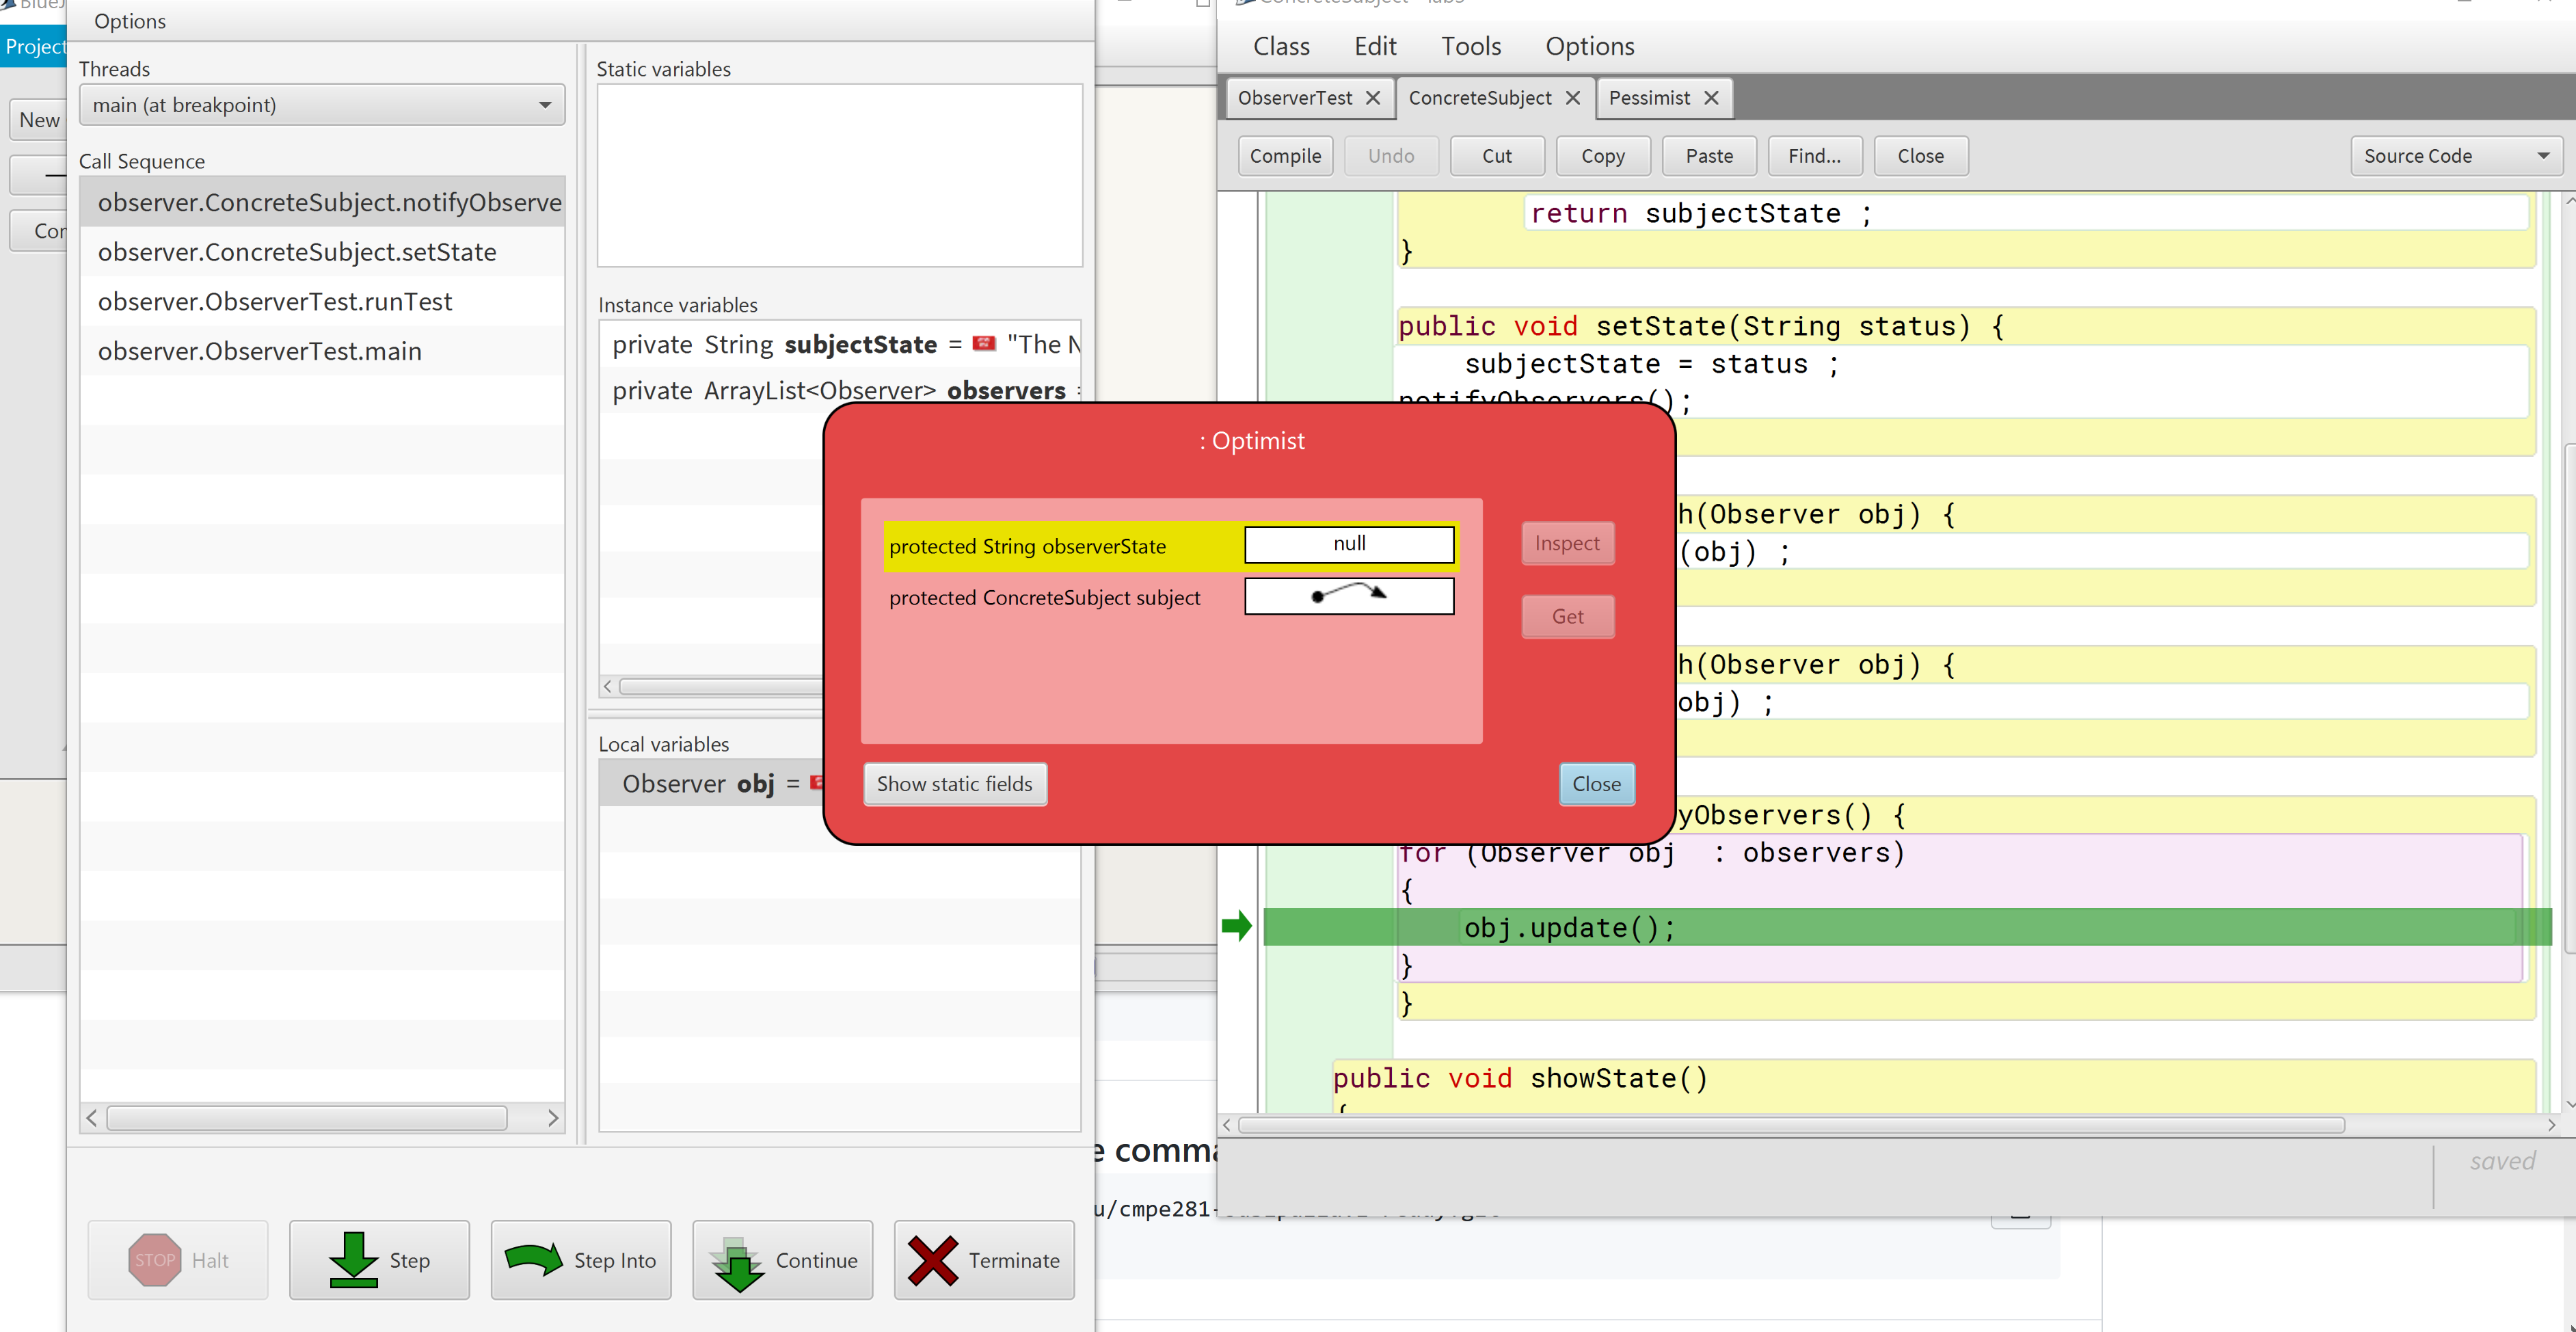 Options
Project
New
Threads
main (at breakpoint)
Call Sequence
observer.ConcreteSubject.notifyObserve
observer.ConcreteSubject.setState
observer.ObserverTest.runTest
observer.ObserverTest.main
Static variables
Instance variables
private String subjectState = "The N
private ArrayList<Observer> observers =
Local variables
Observer obj =
STOP Halt
Step
Step Into
Continue
Terminate
: Optimist
protected String observerState null
protected ConcreteSubject subject
Inspect
Get
Show static fields
Close
Class Edit Tools Options
ObserverTest ConcreteSubject Pessimist
Compile Undo Cut Copy Paste Find... Close Source Code
return subjectState ;
}
public void setState(String status) {
subjectState = status ;
notifyObservers();
h(Observer obj) {
(obj) ;
h(Observer obj) {
obj) ;
yObservers() {
for (Observer obj : observers)
{
obj.update();
}
}
public void showState()
{
saved
e comma
u/cmpe281-